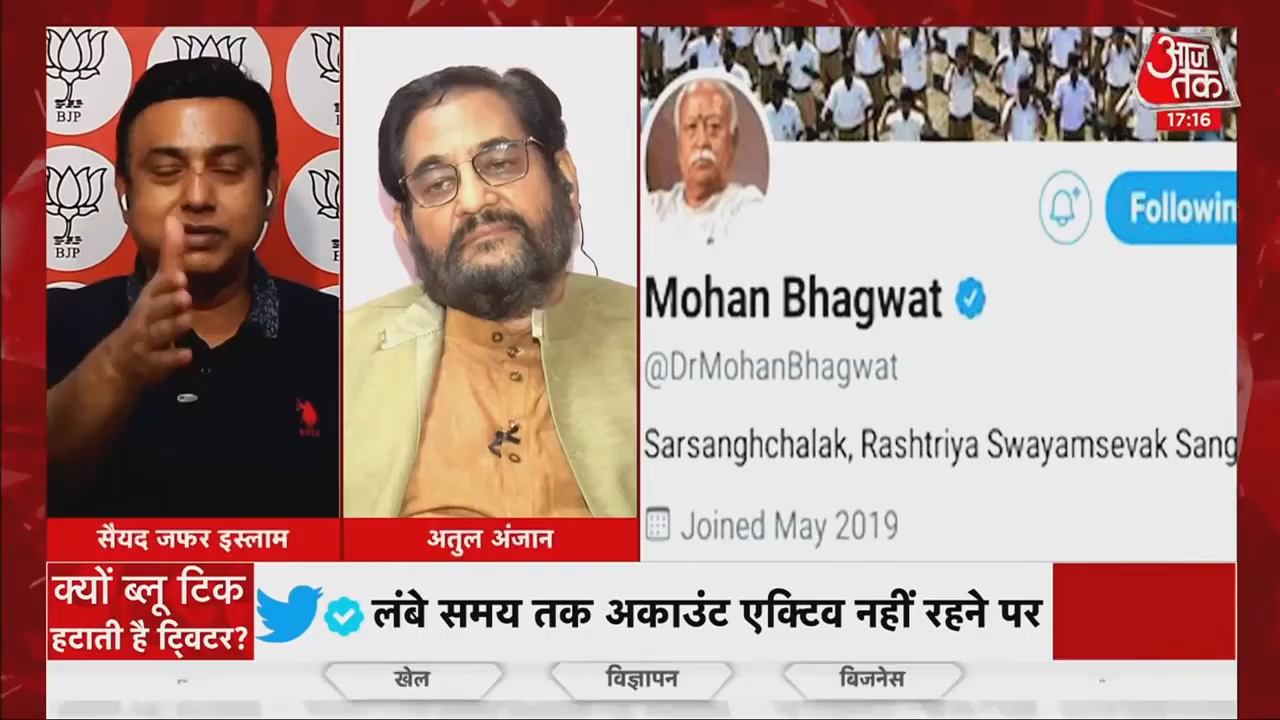 BJP
BJP
BJP
आज तक
17:16
Followin
Mohan Bhagwat
@DrMohanBhagwat
Sarsanghchalak, Rashtriya Swayamsevak Sang
Joined May 2019
सैयद जफर इस्लाम
अतुल अंजान
क्यों ब्लू टिक
हटाती है ट्विटर?
लंबे समय तक अकाउंट एक्टिव नहीं रहने पर
खेल
विज्ञापन
बिजनेस